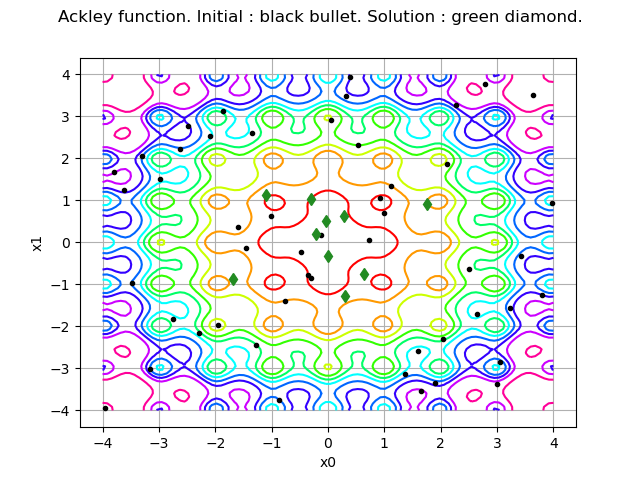 Ackley function. Initial : black bullet. Solution : green diamond.
4
3
2
1
0
−1
−2
−3
−4
x1
−4 −3 −2 −1 0 1 2 3 4
x0